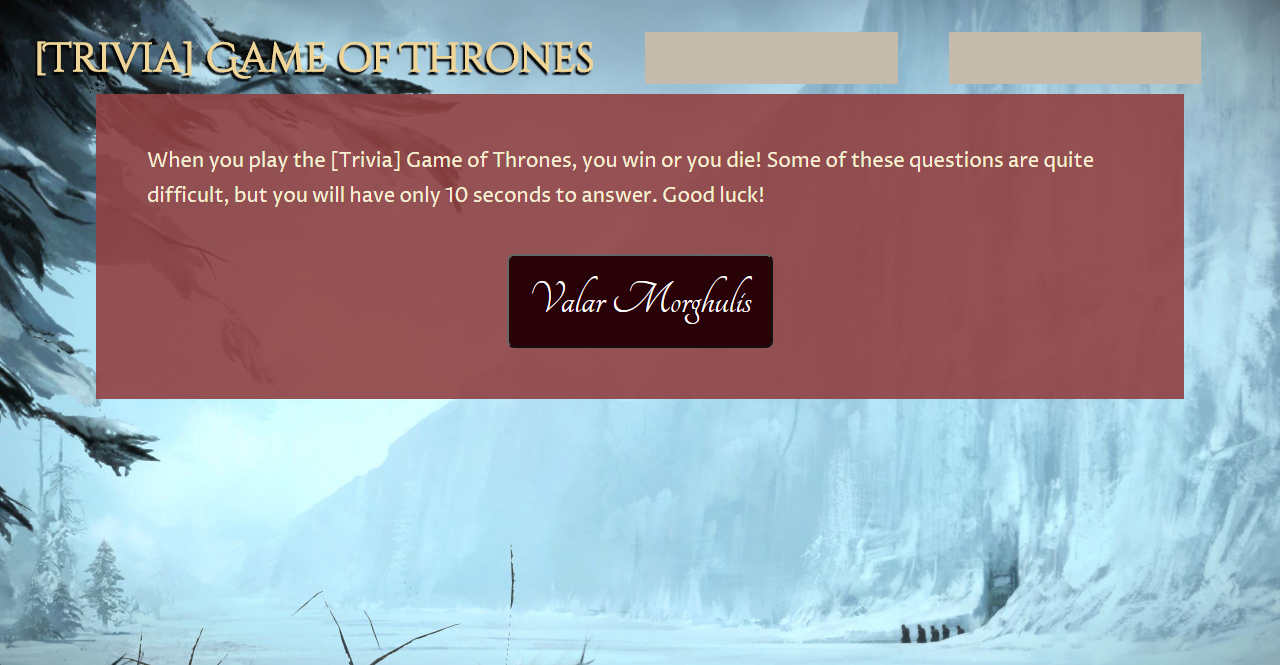 [Trivia] Game of Thrones
When you play the [Trivia] Game of Thrones, you win or you die! Some of these questions are quite
difficult, but you will have only 10 seconds to answer. Good luck!
Valar Morghulis